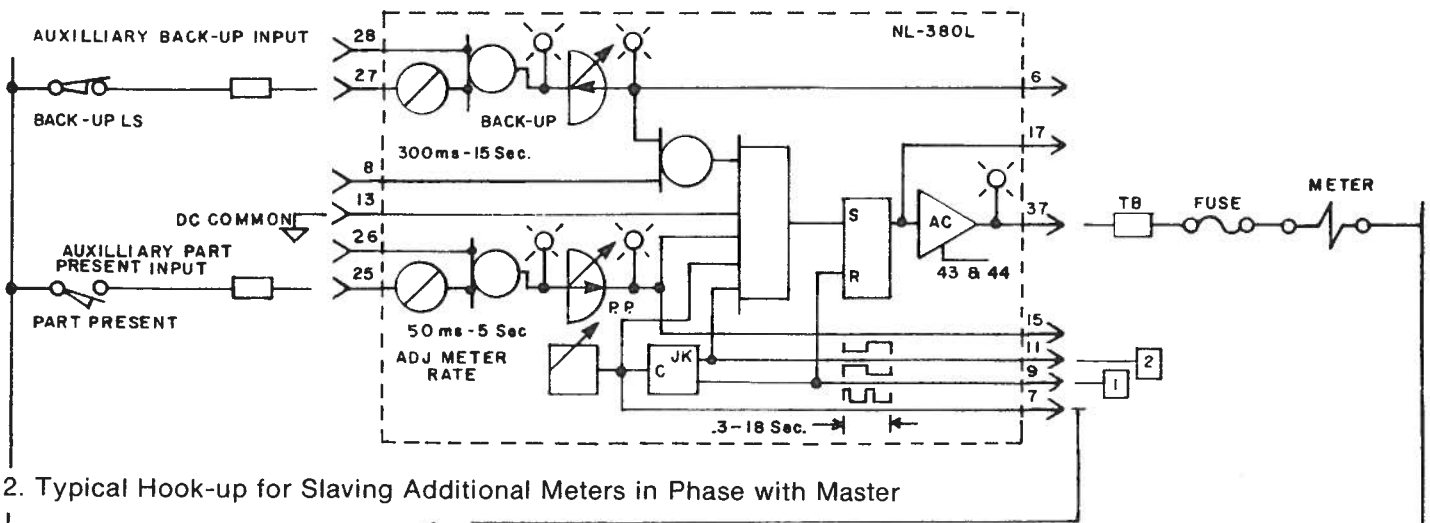 AUXILLIARY BACK-UP INPUT
28
NL-380L
27
6
BACK-UP LS
BACK-UP
17
300ms-15 Sec.
8
METER
13
TB
FUSE
DC COMMON
S
AC
37
26
AUXILLIARY PART
PRESENT INPUT
25
R
43 & 44
P.P.
PART PRESENT
50 ms-5 Sec
15
ADJ METER
RATE
JK
C
11
2
9
1
7
.3-18 Sec.
2. Typical Hook-up for Slaving Additional Meters in Phase with Master